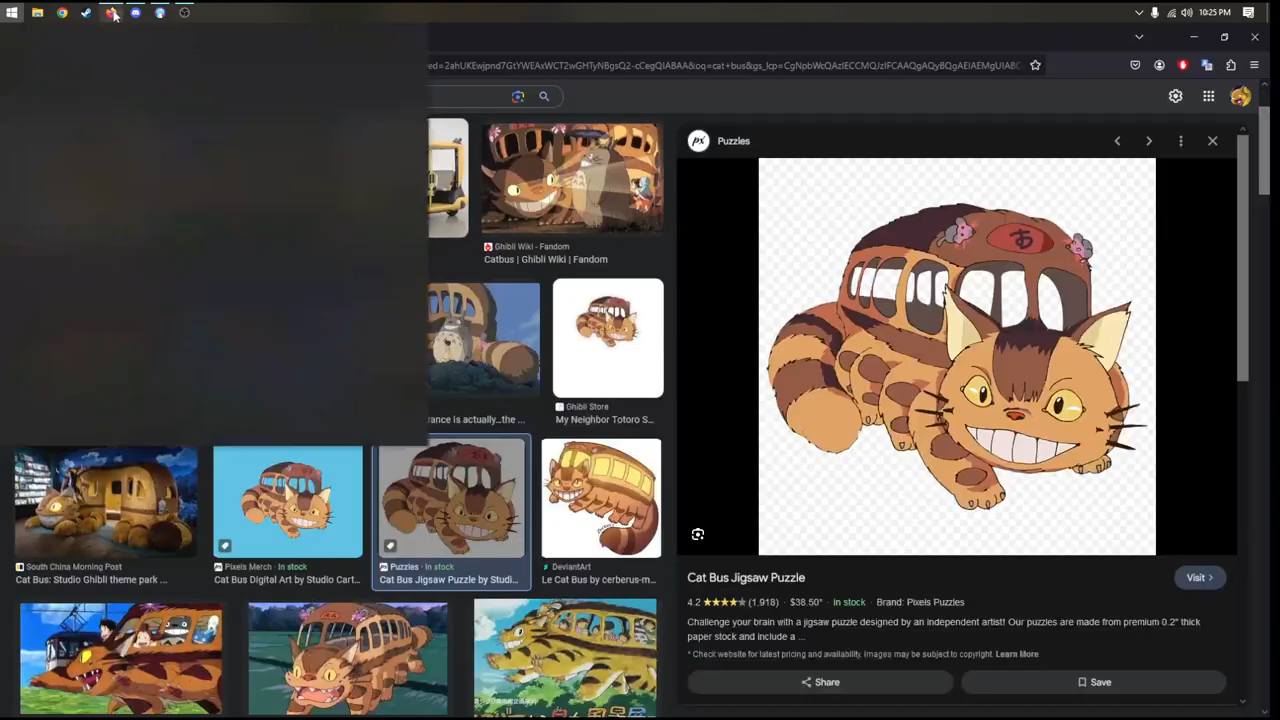 10:25 PM
ved=2ahUKEwjpnd7GtYWEAxWCT2wGHTyNBgsQ2-cCegQIABAA&oq=cat+bus&gs_lcp=CgNpbWcQAzIECCMQJzIFCAAQgAQyBQgAEIAEMgUIABC
px
Puzzles
あ
Ghibli Wiki - Fandom
Catbus | Ghibli Wiki | Fandom
Ghibli Store
rance is actually...the ...
My Neighbor Totoro S...
South China Morning Post
Cat Bus: Studio Ghibli theme park ...
Pixels Merch · In stock
Cat Bus Digital Art by Studio Cart...
Puzzles · In stock
Cat Bus Jigsaw Puzzle by Studi...
DeviantArt
Le Cat Bus by cerberus-m...
Cat Bus Jigsaw Puzzle
Visit
4.2 ★★★★★ (1,918) · $38.50* · In stock · Brand: Pixels Puzzles
Challenge your brain with a jigsaw puzzle designed by an independent artist! Our puzzles are made from premium 0.2" thick
paper stock and include a ...
* Check website for latest pricing and availability. Images may be subject to copyright. Learn More
Share
Save